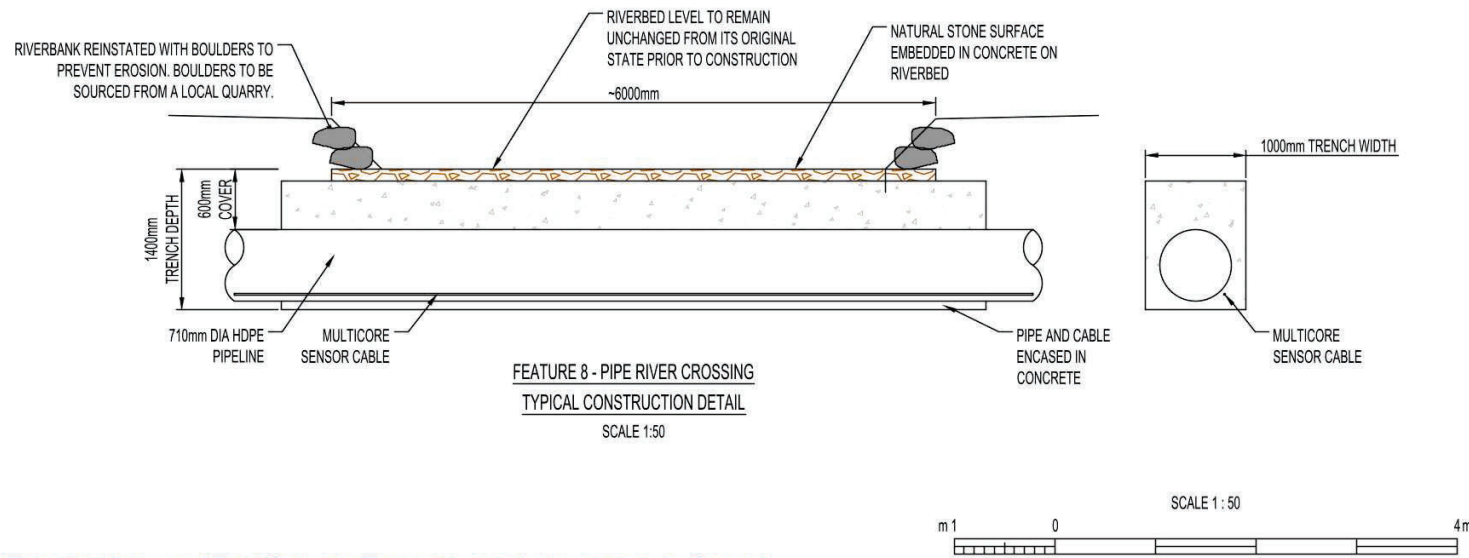 RIVERBANK REINSTATED WITH BOULDERS TO
PREVENT EROSION. BOULDERS TO BE
SOURCED FROM A LOCAL QUARRY.
RIVERBED LEVEL TO REMAIN
UNCHANGED FROM ITS ORIGINAL
STATE PRIOR TO CONSTRUCTION
NATURAL STONE SURFACE
EMBEDDED IN CONCRETE ON
RIVERBED
~6000mm
1000mm TRENCH WIDTH
600mm
COVER
1400mm
TRENCH DEPTH
710mm DIA HDPE
PIPELINE
MULTICORE
SENSOR CABLE
PIPE AND CABLE
ENCASED IN
CONCRETE
MULTICORE
SENSOR CABLE
FEATURE 8 - PIPE RIVER CROSSING
TYPICAL CONSTRUCTION DETAIL
SCALE 1:50
SCALE 1 : 50
m 1 0 4 m